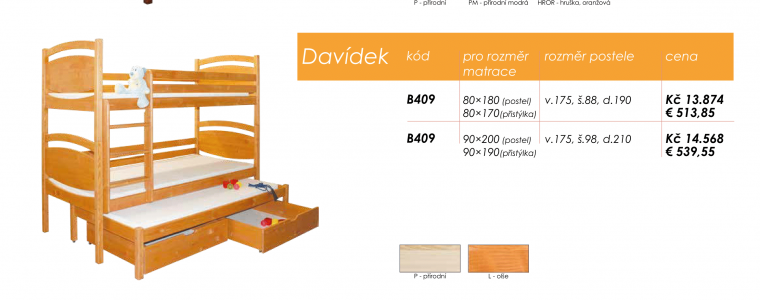 P - přírodní PM - přírodní modrá HROR - hruška, oranžová
Davídek kód pro rozměr matrace rozměr postele cena
B409 80×180 (postel) v.175, š.88, d.190 Kč 13.874
80×170(přistýlka) € 513,85
B409 90×200 (postel) v.175, š.98, d.210 Kč 14.568
90×190(přistýlka) € 539,55
P - přírodní L - olše